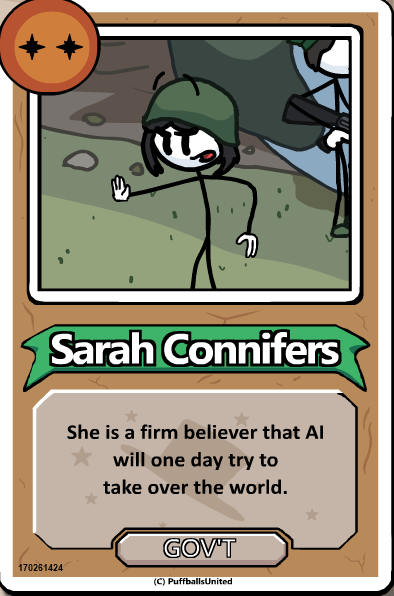 Sarah Connifers
She is a firm believer that AI
will one day try to
take over the world.
GOV'T
170261424
(C) PuffballsUnited